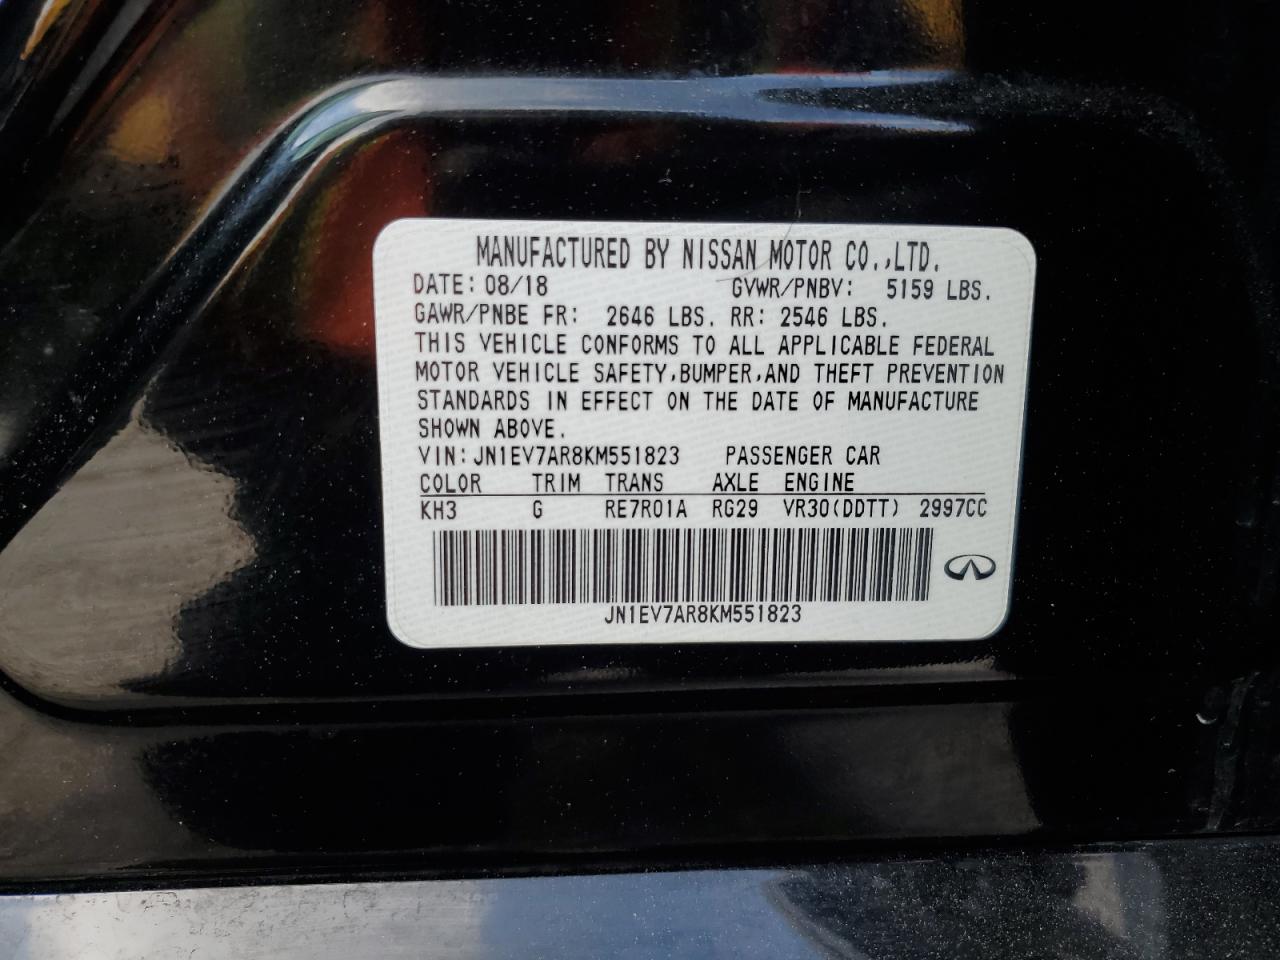 MANUFACTURED BY NISSAN MOTOR CO.,LTD.
DATE: 08/18 GVWR/PNBV: 5159 LBS.
GAWR/PNBE FR: 2646 LBS. RR: 2546 LBS.
THIS VEHICLE CONFORMS TO ALL APPLICABLE FEDERAL
MOTOR VEHICLE SAFETY,BUMPER,AND THEFT PREVENTION
STANDARDS IN EFFECT ON THE DATE OF MANUFACTURE
SHOWN ABOVE.
VIN: JN1EV7AR8KM551823 PASSENGER CAR
COLOR TRIM TRANS AXLE ENGINE
KH3 G RE7R01A RG29 VR30(DDTT) 2997CC
JN1EV7AR8KM551823